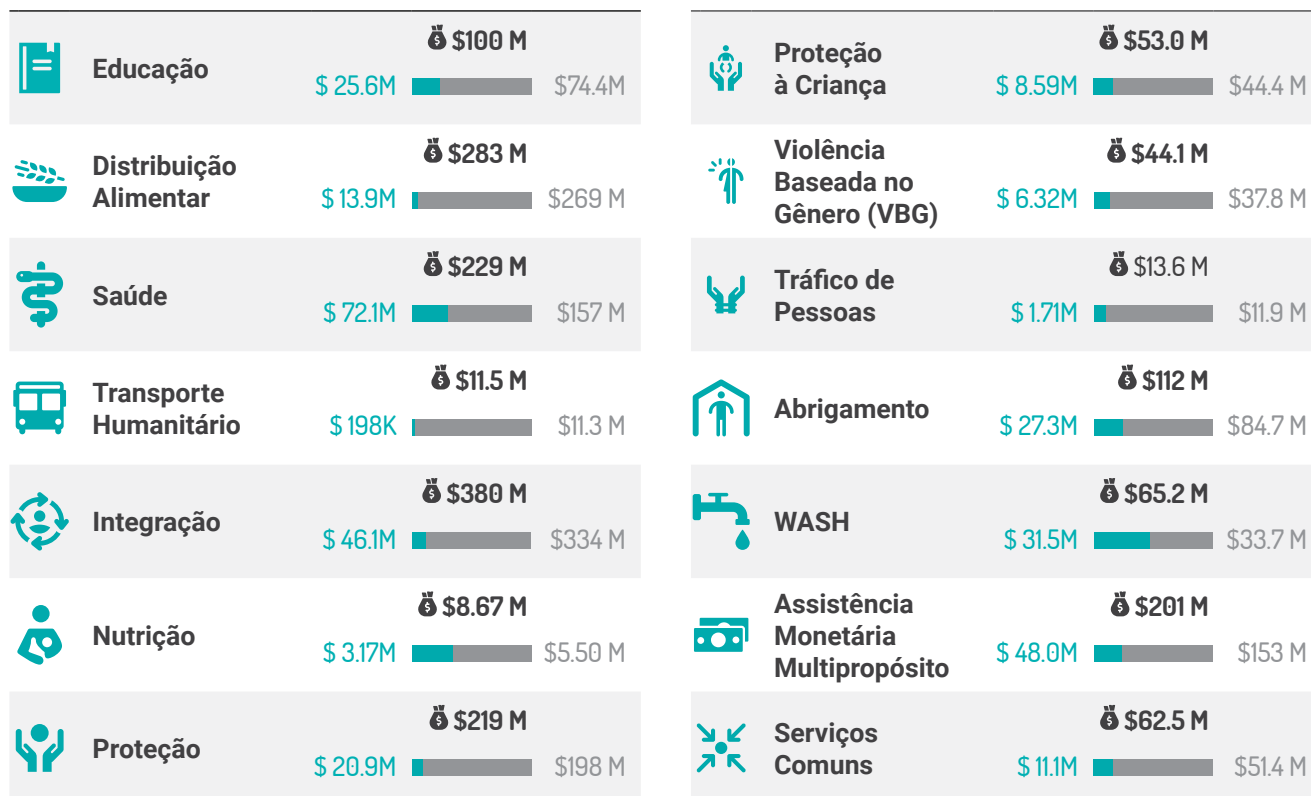 Educação
$100 M
$ 25.6M
$74.4M
Distribuição
Alimentar
$283 M
$ 13.9M
$269 M
Saúde
$229 M
$ 72.1M
$157 M
Transporte
Humanitário
$11.5 M
$ 198K
$11.3 M
Integração
$380 M
$ 46.1M
$334 M
Nutrição
$8.67 M
$ 3.17M
$5.50 M
Proteção
$219 M
$ 20.9M
$198 M
Proteção
à Criança
$53.0 M
$ 8.59M
$44.4 M
Violência
Baseada no
Gênero (VBG)
$44.1 M
$ 6.32M
$37.8 M
Tráfico de
Pessoas
$13.6 M
$ 1.71M
$11.9 M
Abrigamento
$112 M
$ 27.3M
$84.7 M
WASH
$65.2 M
$ 31.5M
$33.7 M
Assistência
Monetária
Multipropósito
$201 M
$ 48.0M
$153 M
Serviços
Comuns
$62.5 M
$ 11.1M
$51.4 M